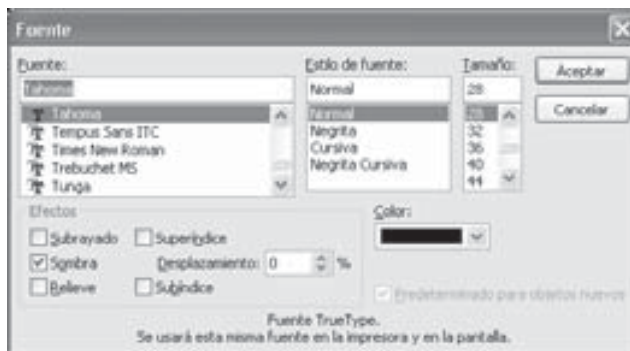 Fuente
Fuente: Estilo de fuente: Tamaño:
Tahoma Normal 28 Aceptar
Tahoma Normal 28 Cancelar
Tempus Sans ITC Negrita 32
Times New Roman Cursiva 36
Trebuchet MS Negrita Cursiva 40
Tunga 44
Efectos Color:
Subrayado Superíndice
Sombra Desplazamiento: 0 %
Relieve Subíndice
Predeterminado para objetos nuevos
Fuente TrueType.
Se usará esta misma fuente en la impresora y en la pantalla.